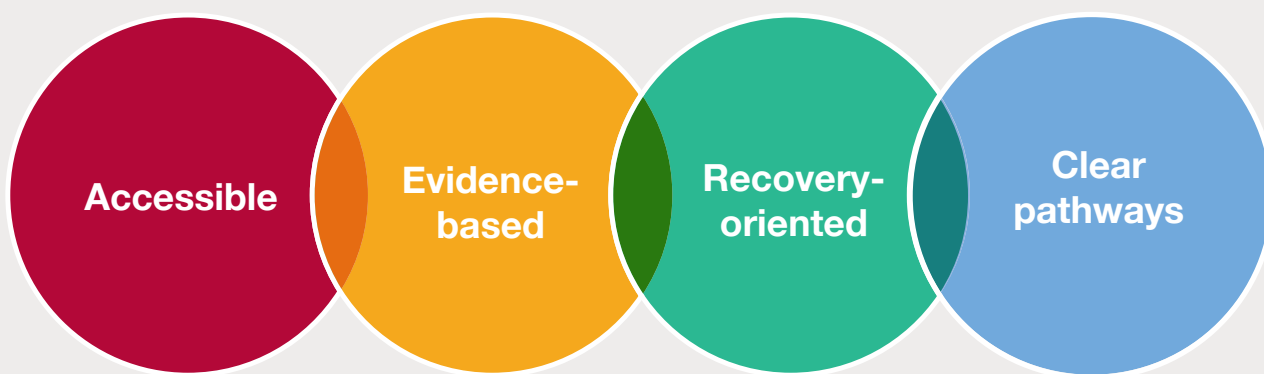 Accessible
Evidence-
based
Recovery-
oriented
Clear
pathways